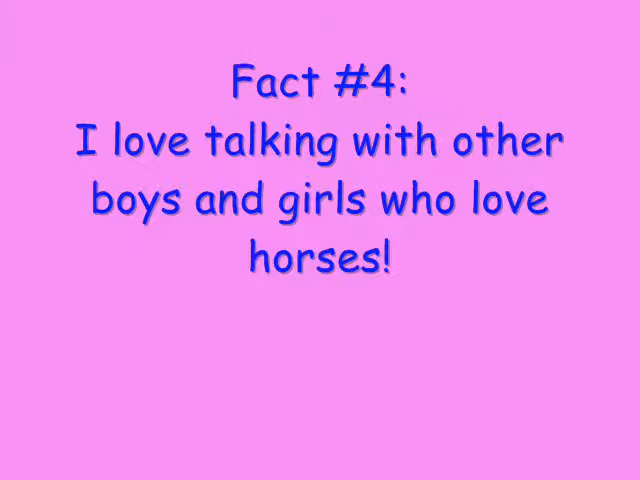 Fact #4:
I love talking with other
boys and girls who love
horses!